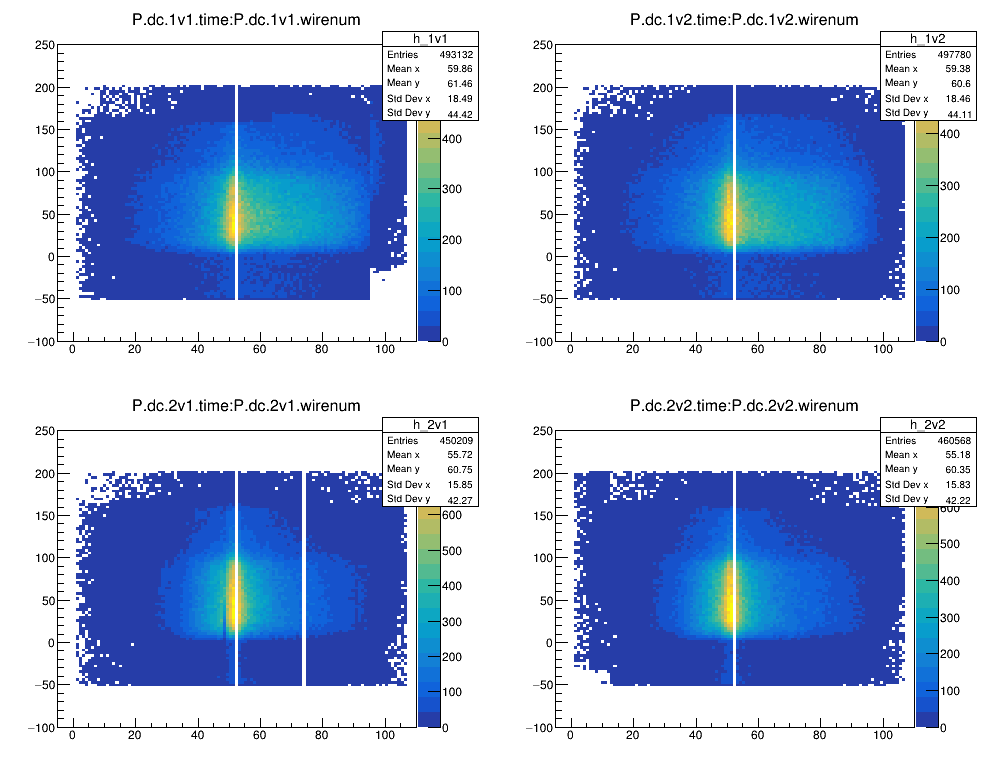 P.dc.1v1.time:P.dc.1v1.wirenum
h_1v1
Entries 493132
Mean x 59.86
Mean y 61.46
Std Dev x 18.49
Std Dev y 44.42
250
200
150
100
50
0
−50
−100
0 20 40 60 80 100
400
300
200
100
0
P.dc.1v2.time:P.dc.1v2.wirenum
h_1v2
Entries 497780
Mean x 59.38
Mean y 60.6
Std Dev x 18.46
Std Dev y 44.11
250
200
150
100
50
0
−50
−100
0 20 40 60 80 100
400
300
200
100
0
P.dc.2v1.time:P.dc.2v1.wirenum
h_2v1
Entries 450209
Mean x 55.72
Mean y 60.75
Std Dev x 15.85
Std Dev y 42.27
250
200
150
100
50
0
−50
−100
0 20 40 60 80 100
600
500
400
300
200
100
0
P.dc.2v2.time:P.dc.2v2.wirenum
h_2v2
Entries 460568
Mean x 55.18
Mean y 60.35
Std Dev x 15.83
Std Dev y 42.22
250
200
150
100
50
0
−50
−100
0 20 40 60 80 100
600
500
400
300
200
100
0